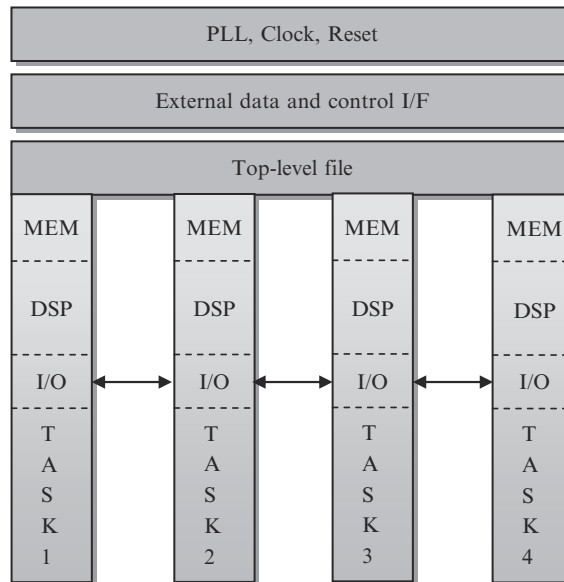 PLL, Clock, Reset
External data and control I/F
Top-level file
MEM
DSP
I/O
T
A
S
K
1
MEM
DSP
I/O
T
A
S
K
2
MEM
DSP
I/O
T
A
S
K
3
MEM
DSP
I/O
T
A
S
K
4